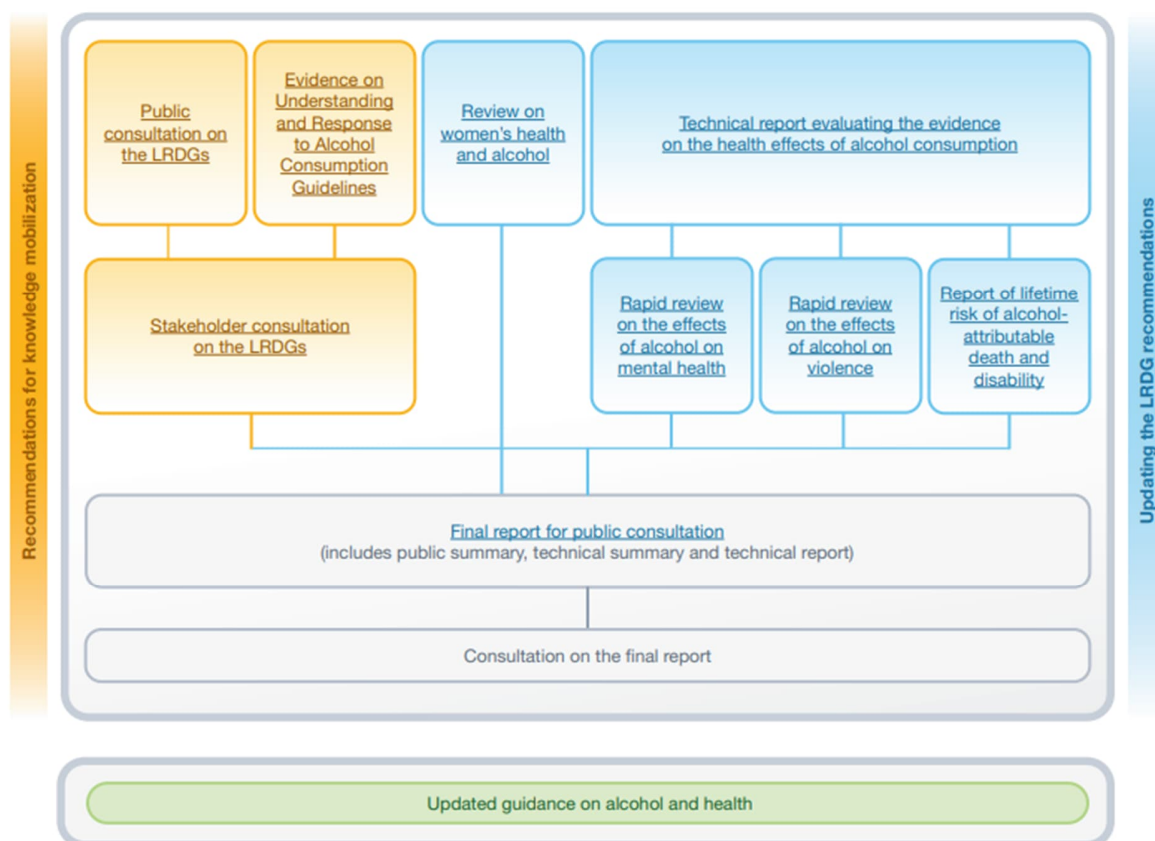 Recommendations for knowledge mobilization
Public
consultation on
the LRDGs
Evidence on
Understanding
and Response
to Alcohol
Consumption
Guidelines
Review on
women's health
and alcohol
Technical report evaluating the evidence
on the health effects of alcohol consumption
Stakeholder consultation
on the LRDGs
Rapid review
on the effects
of alcohol on
mental health
Rapid review
on the effects
of alcohol on
violence
Report of lifetime
risk of alcohol-
attributable
death and
disability
Updating the LRDG recommendations
Final report for public consultation
(includes public summary, technical summary and technical report)
Consultation on the final report
Updated guidance on alcohol and health